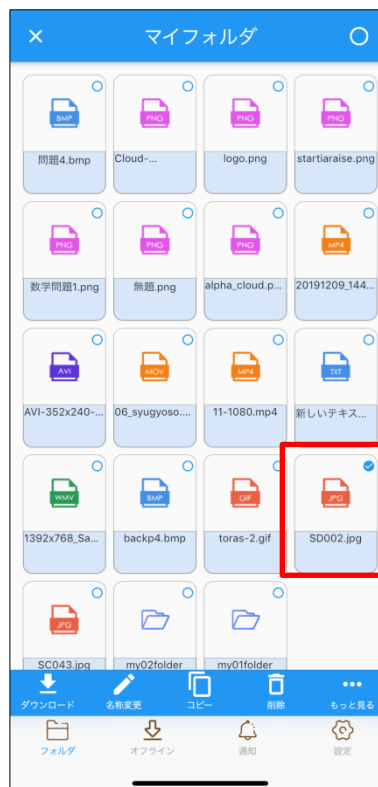 マイフォルダ
BMP PNG PNG PNG
問題4.bmp Cloud-... logo.png startiaraise.png
PNG PNG PNG MP4
数学問題1.png 無題.png alpha_cloud.p... 20191209_144...
AVI MOV MP4 TXT
AVI-352x240-... 06_syugyoso.... 11-1080.mp4 新しいテキス...
WMV BMP GIF JPG
1392x768_Sa... backp4.bmp toras-2.gif SD002.jpg
JPG
SC043.jpg my02folder my01folder
ダウンロード 名称変更 コピー 削除 もっと見る
フォルダ オフライン 通知 設定